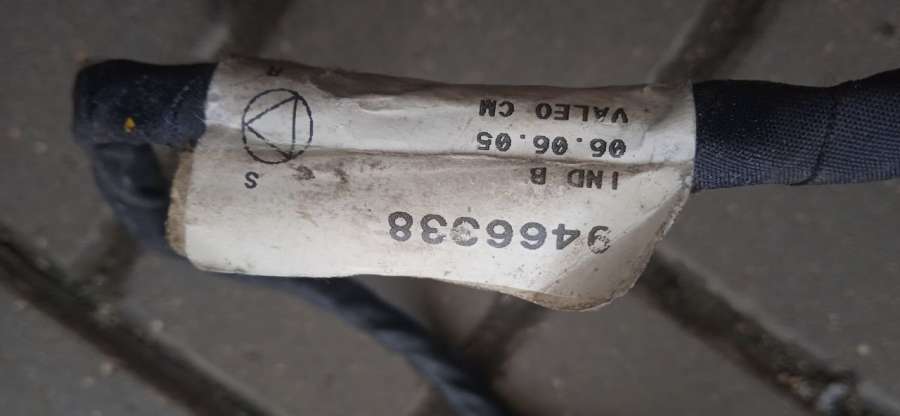 9466338
IND B S
06.06.05
VALEO CM
R